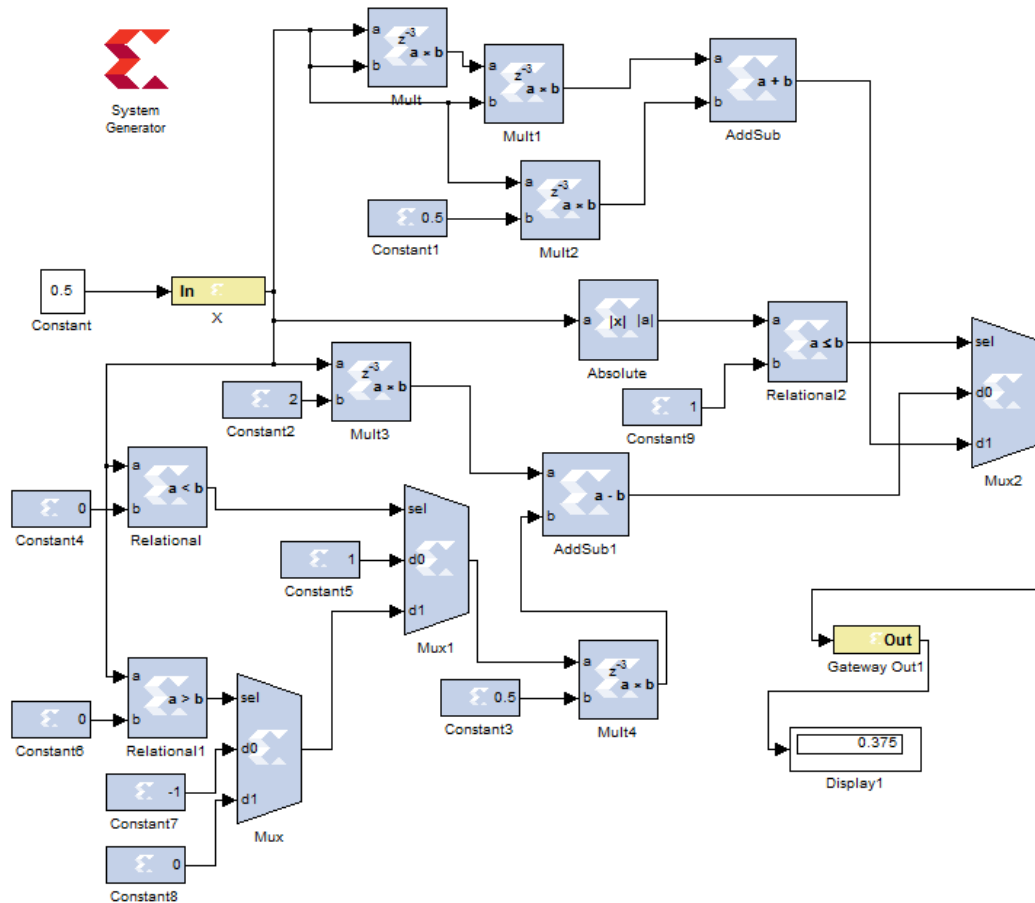 System
Generator
a
b
z⁻³
a × b
Mult
a
b
z⁻³
a × b
Mult1
a
b
a + b
AddSub
a
b
z⁻³
a × b
Mult2
0.5
Constant1
0.5
Constant
In
X
a
|x|
|a|
Absolute
a
b
a ≤ b
Relational2
1
Constant9
sel
d0
d1
Mux2
a
b
z⁻³
a × b
Mult3
2
Constant2
a
b
a < b
Relational
0
Constant4
sel
d0
d1
Mux1
1
Constant5
a
b
a - b
AddSub1
a
b
a > b
Relational1
0
Constant6
sel
d0
d1
Mux
-1
Constant7
0
Constant8
a
b
z⁻³
a × b
Mult4
0.5
Constant3
Out
Gateway Out1
0.375
Display1